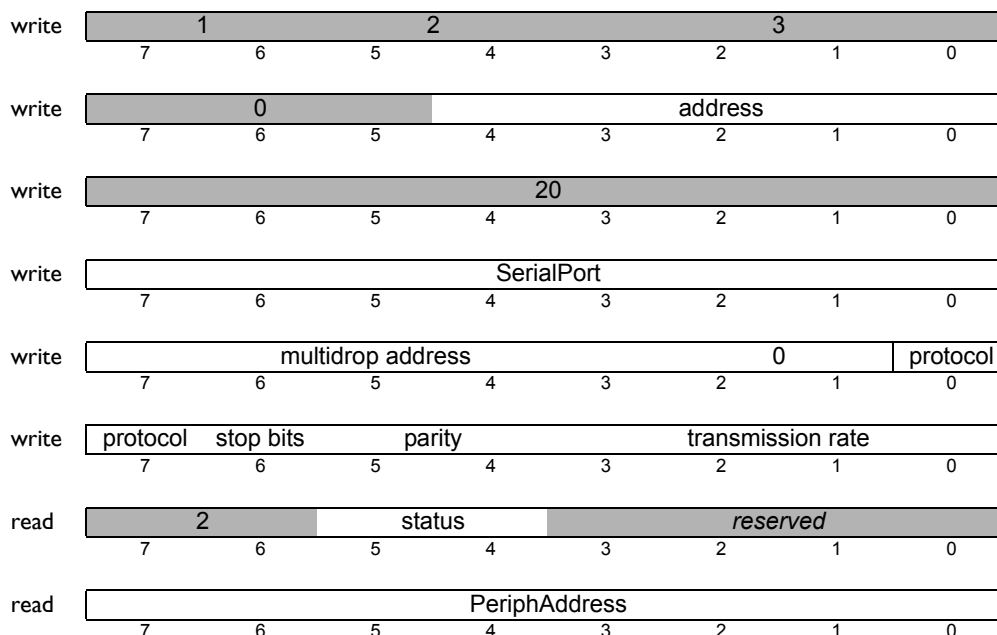 write 1 2 3
7 6 5 4 3 2 1 0
write 0 address
7 6 5 4 3 2 1 0
write 20
7 6 5 4 3 2 1 0
write SerialPort
7 6 5 4 3 2 1 0
write multidrop address 0 protocol
7 6 5 4 3 2 1 0
write protocol stop bits parity transmission rate
7 6 5 4 3 2 1 0
read 2 status reserved
7 6 5 4 3 2 1 0
read PeriphAddress
7 6 5 4 3 2 1 0